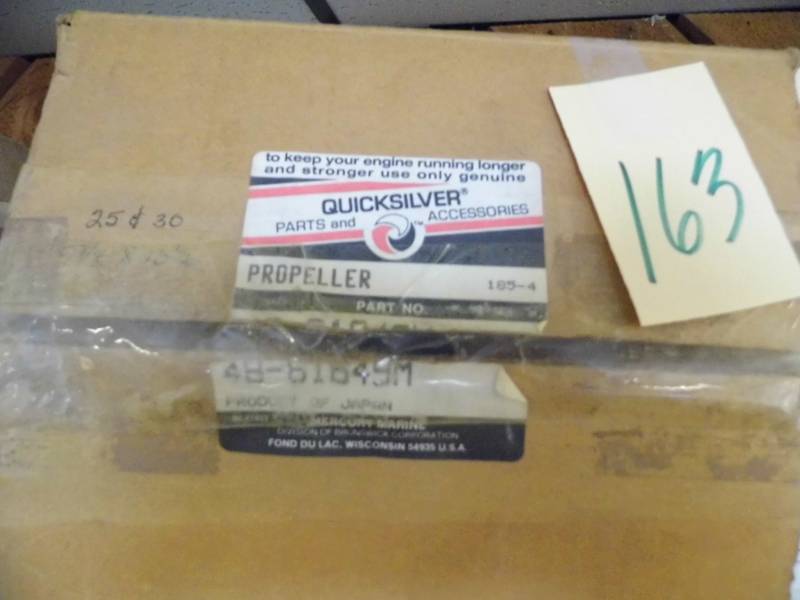 to keep your engine running longer
and stronger use only genuine
QUICKSILVER®
PARTS and ACCESSORIES
™
PROPELLER 185-4
PART NO.
48-61649M
PRODUCT OF JAPAN
MERCURY MARINE
DIVISION OF BRUNSWICK CORPORATION
FOND DU LAC, WISCONSIN 54935 U.S.A.
25 & 30
163